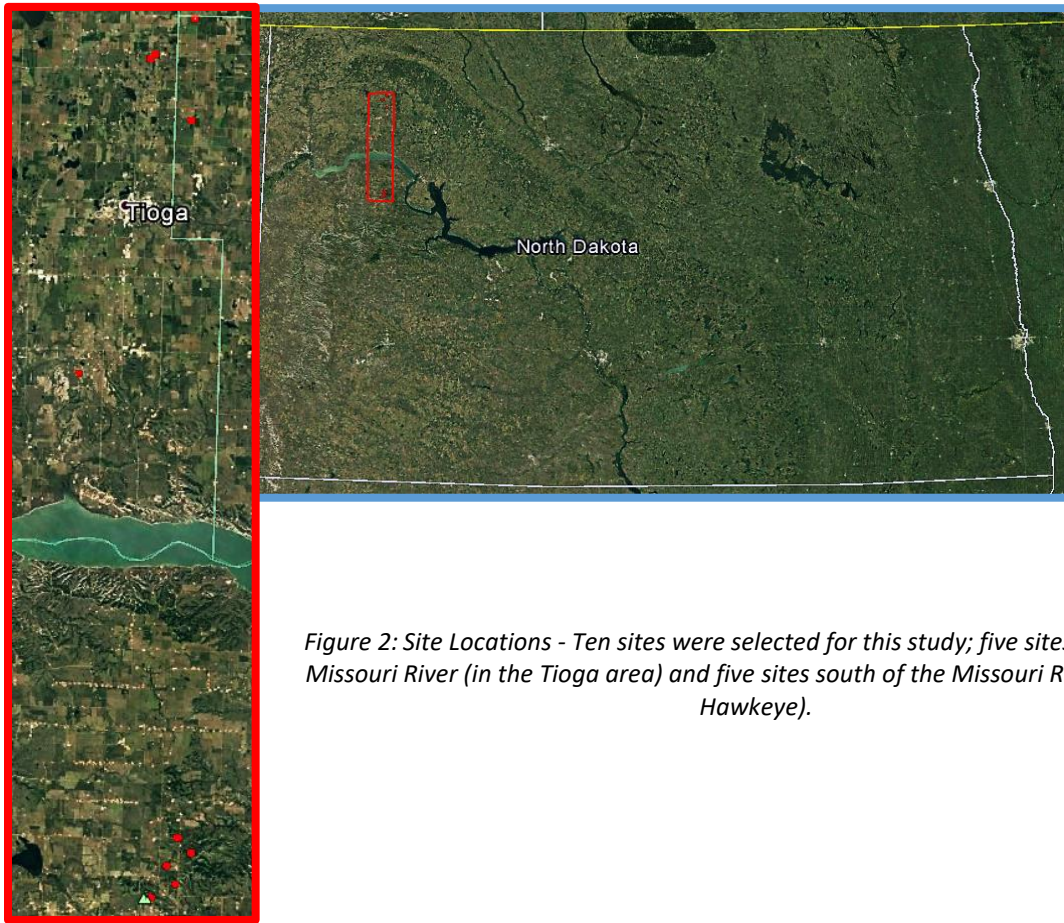 Tioga
North Dakota
Figure 2: Site Locations - Ten sites were selected for this study; five site
Missouri River (in the Tioga area) and five sites south of the Missouri R
Hawkeye).